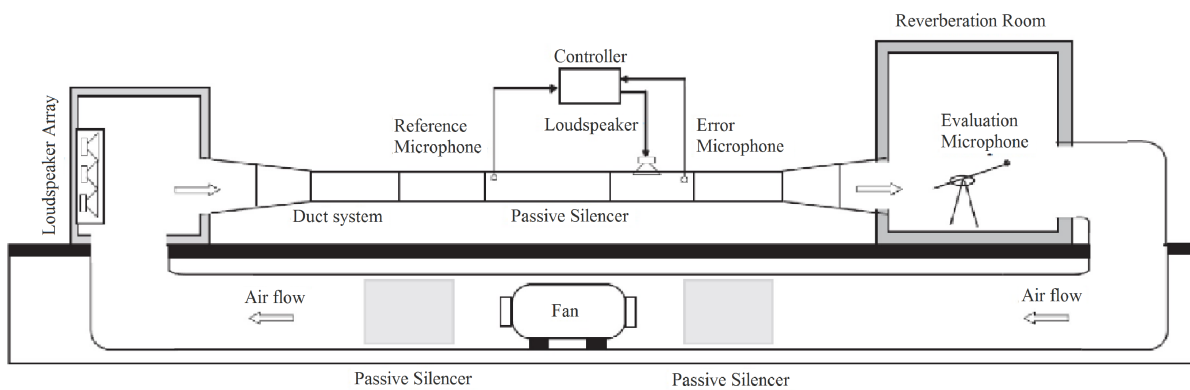 Reverberation Room
Controller
Loudspeaker Array
Reference
Microphone
Loudspeaker
Error
Microphone
Evaluation
Microphone
Duct system
Passive Silencer
Air flow
Fan
Air flow
Passive Silencer
Passive Silencer